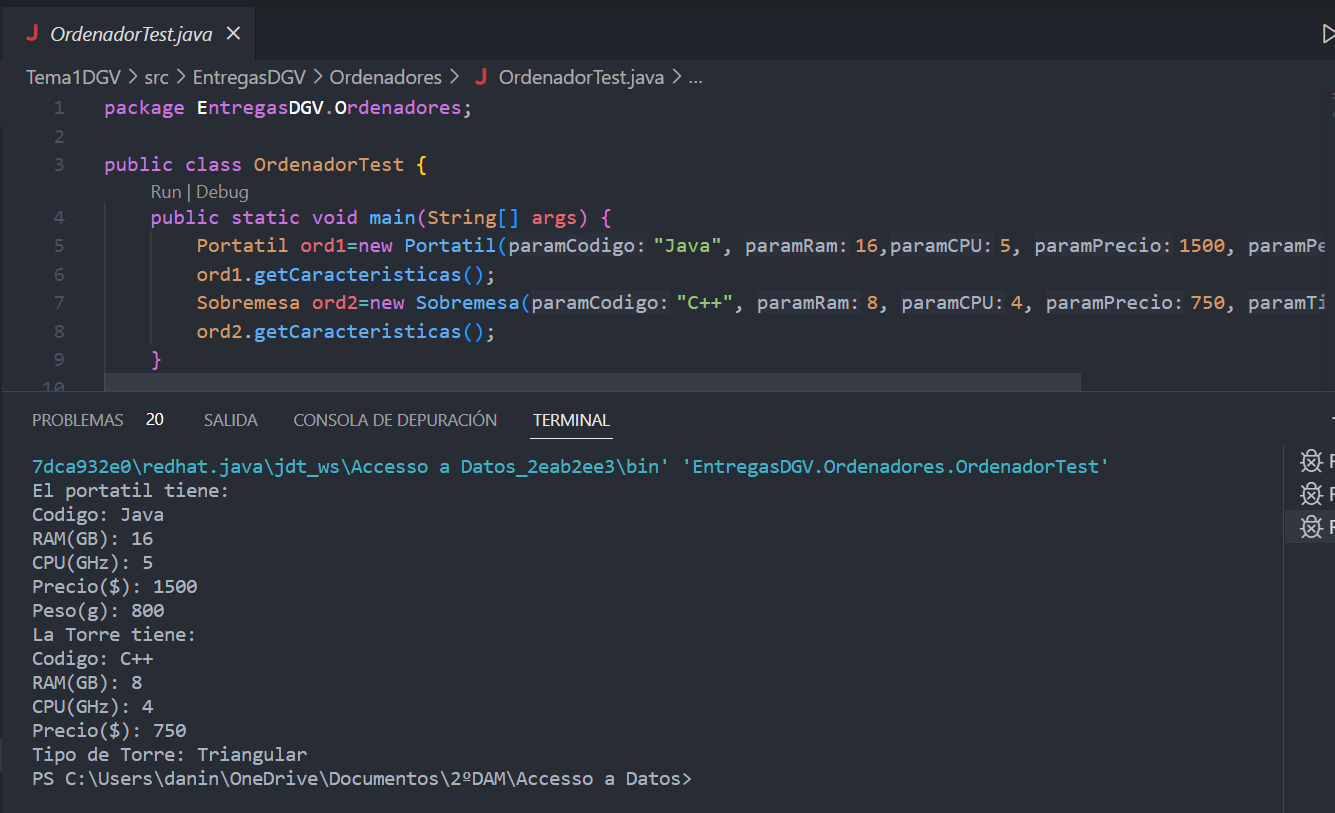 OrdenadorTest.java
Tema1DGV > src > EntregasDGV > Ordenadores > OrdenadorTest.java > ...
1 package EntregasDGV.Ordenadores;
2
3 public class OrdenadorTest {
Run | Debug
4 public static void main(String[] args) {
5 Portatil ord1=new Portatil(paramCodigo: "Java", paramRam: 16,paramCPU: 5, paramPrecio: 1500,
6 ord1.getCaracteristicas();
7 Sobremesa ord2=new Sobremesa(paramCodigo: "C++", paramRam: 8, paramCPU: 4, paramPrecio: 750,
8 ord2.getCaracteristicas();
9 }
10
PROBLEMAS 20 SALIDA CONSOLA DE DEPURACIÓN TERMINAL
7dca932e0\redhat.java\jdt_ws\Accesso a Datos_2eab2ee3\bin' 'EntregasDGV.Ordenadores.OrdenadorTest'
El portatil tiene:
Codigo: Java
RAM(GB): 16
CPU(GHz): 5
Precio($): 1500
Peso(g): 800
La Torre tiene:
Codigo: C++
RAM(GB): 8
CPU(GHz): 4
Precio($): 750
Tipo de Torre: Triangular
PS C:\Users\danin\OneDrive\Documentos\2ºDAM\Accesso a Datos>